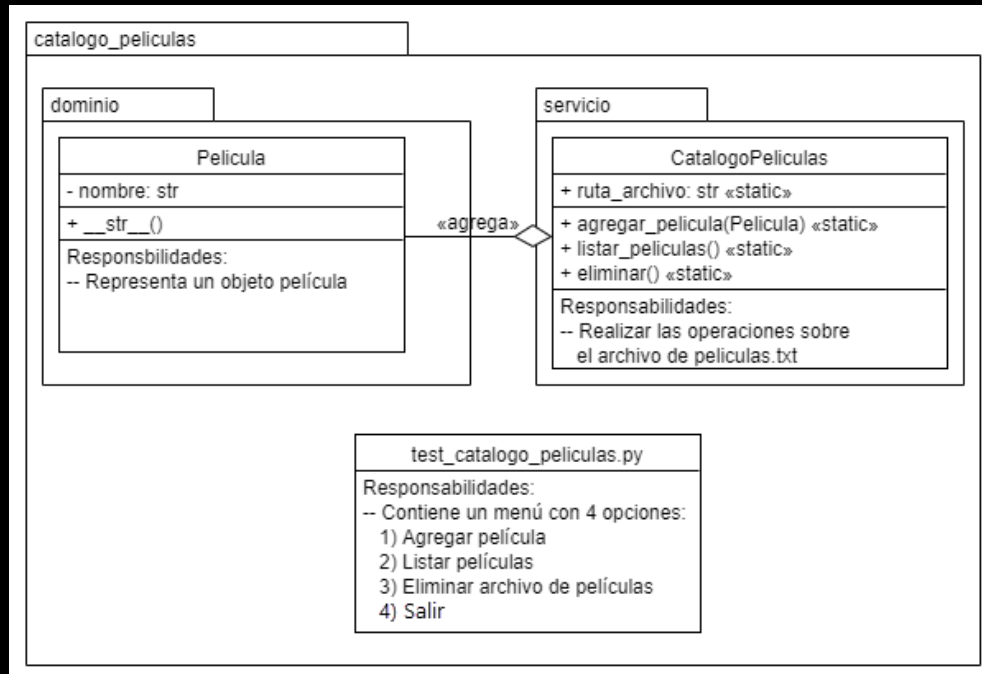 catalogo_peliculas
dominio
Pelicula
- nombre: str
+ __str__()
Responsbilidades:
-- Representa un objeto película
«agrega»
servicio
CatalogoPeliculas
+ ruta_archivo: str «static»
+ agregar_pelicula(Pelicula) «static»
+ listar_peliculas() «static»
+ eliminar() «static»
Responsabilidades:
-- Realizar las operaciones sobre
el archivo de peliculas.txt
test_catalogo_peliculas.py
Responsabilidades:
-- Contiene un menú con 4 opciones:
1) Agregar película
2) Listar películas
3) Eliminar archivo de películas
4) Salir